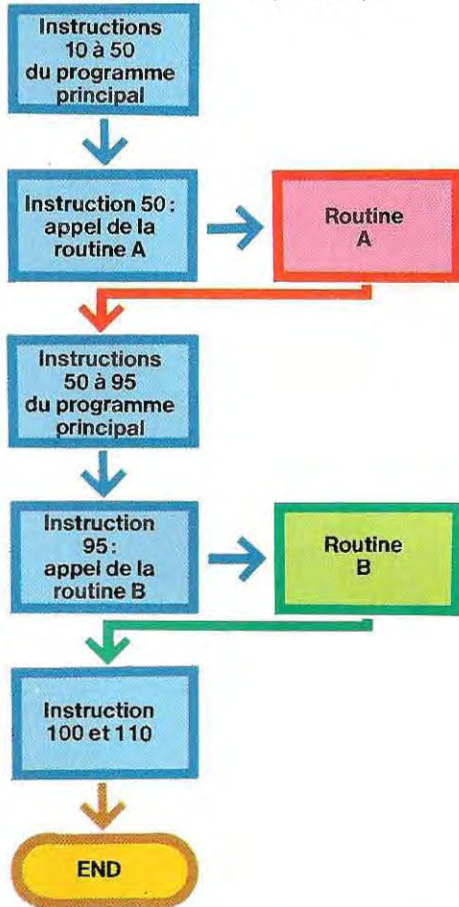 Instructions
10 à 50
du programme
principal
Instruction 50 :
appel de la
routine A
Routine
A
Instructions
50 à 95
du programme
principal
Instruction
95 :
appel de la
routine B
Routine
B
Instruction
100 et 110
END